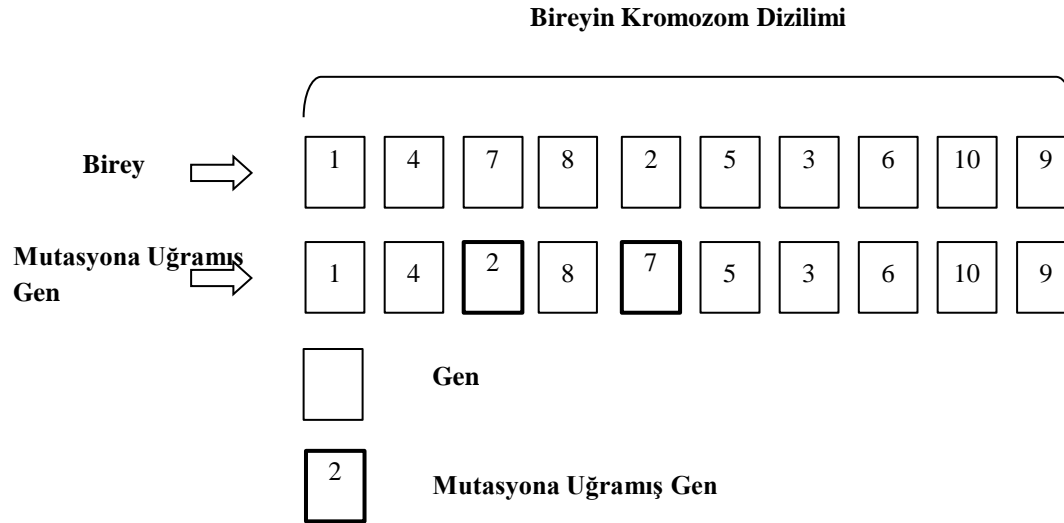 Bireyin Kromozom Dizilimi
Birey 1 4 7 8 2 5 3 6 10 9
Mutasyona Uğramış
Gen 1 4 2 8 7 5 3 6 10 9
Gen
2 Mutasyona Uğramış Gen